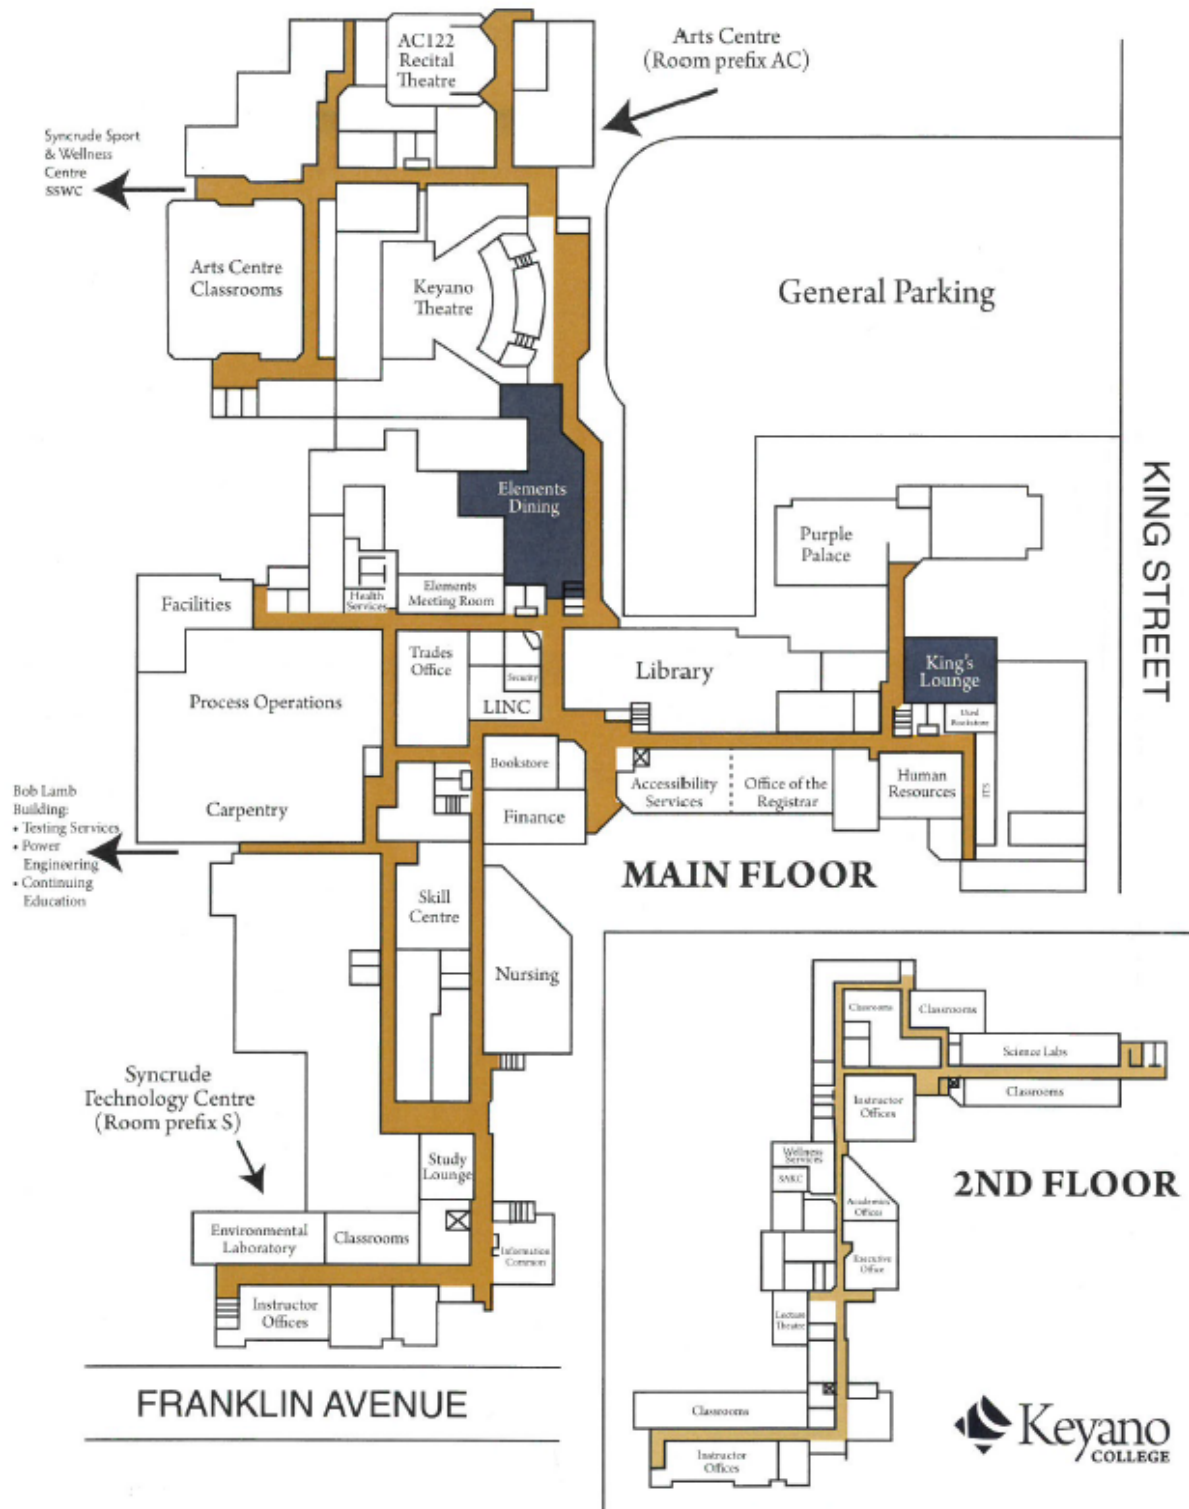 AC122
Recital
Theatre
Arts Centre
(Room prefix AC)
Syncrude Sport
& Wellness
Centre
SSWC
Arts Centre
Classrooms
Keyano
Theatre
General Parking
Elements
Dining
KING STREET
Purple
Palace
Facilities
Health
Services
Elements
Meeting Room
Trades
Office
Security
LINC
Library
King's
Lounge
Used
Bookstore
Process Operations
Carpentry
Bookstore
Finance
Accessibility
Services
Office of the
Registrar
Human
Resources
ITS
Bob Lamb
Building:
• Testing Services
• Power
Engineering
• Continuing
Education
MAIN FLOOR
Skill
Centre
Nursing
Syncrude
Technology Centre
(Room prefix S)
Study
Lounge
Environmental
Laboratory
Classrooms
Information
Common
Instructor
Offices
FRANKLIN AVENUE
Classrooms
Classrooms
Science Labs
Classrooms
Instructor
Offices
Wellness
Services
SAKC
2ND FLOOR
Academic
Offices
Executive
Office
Lecture
Theatre
Classrooms
Instructor
Offices
Keyano
COLLEGE